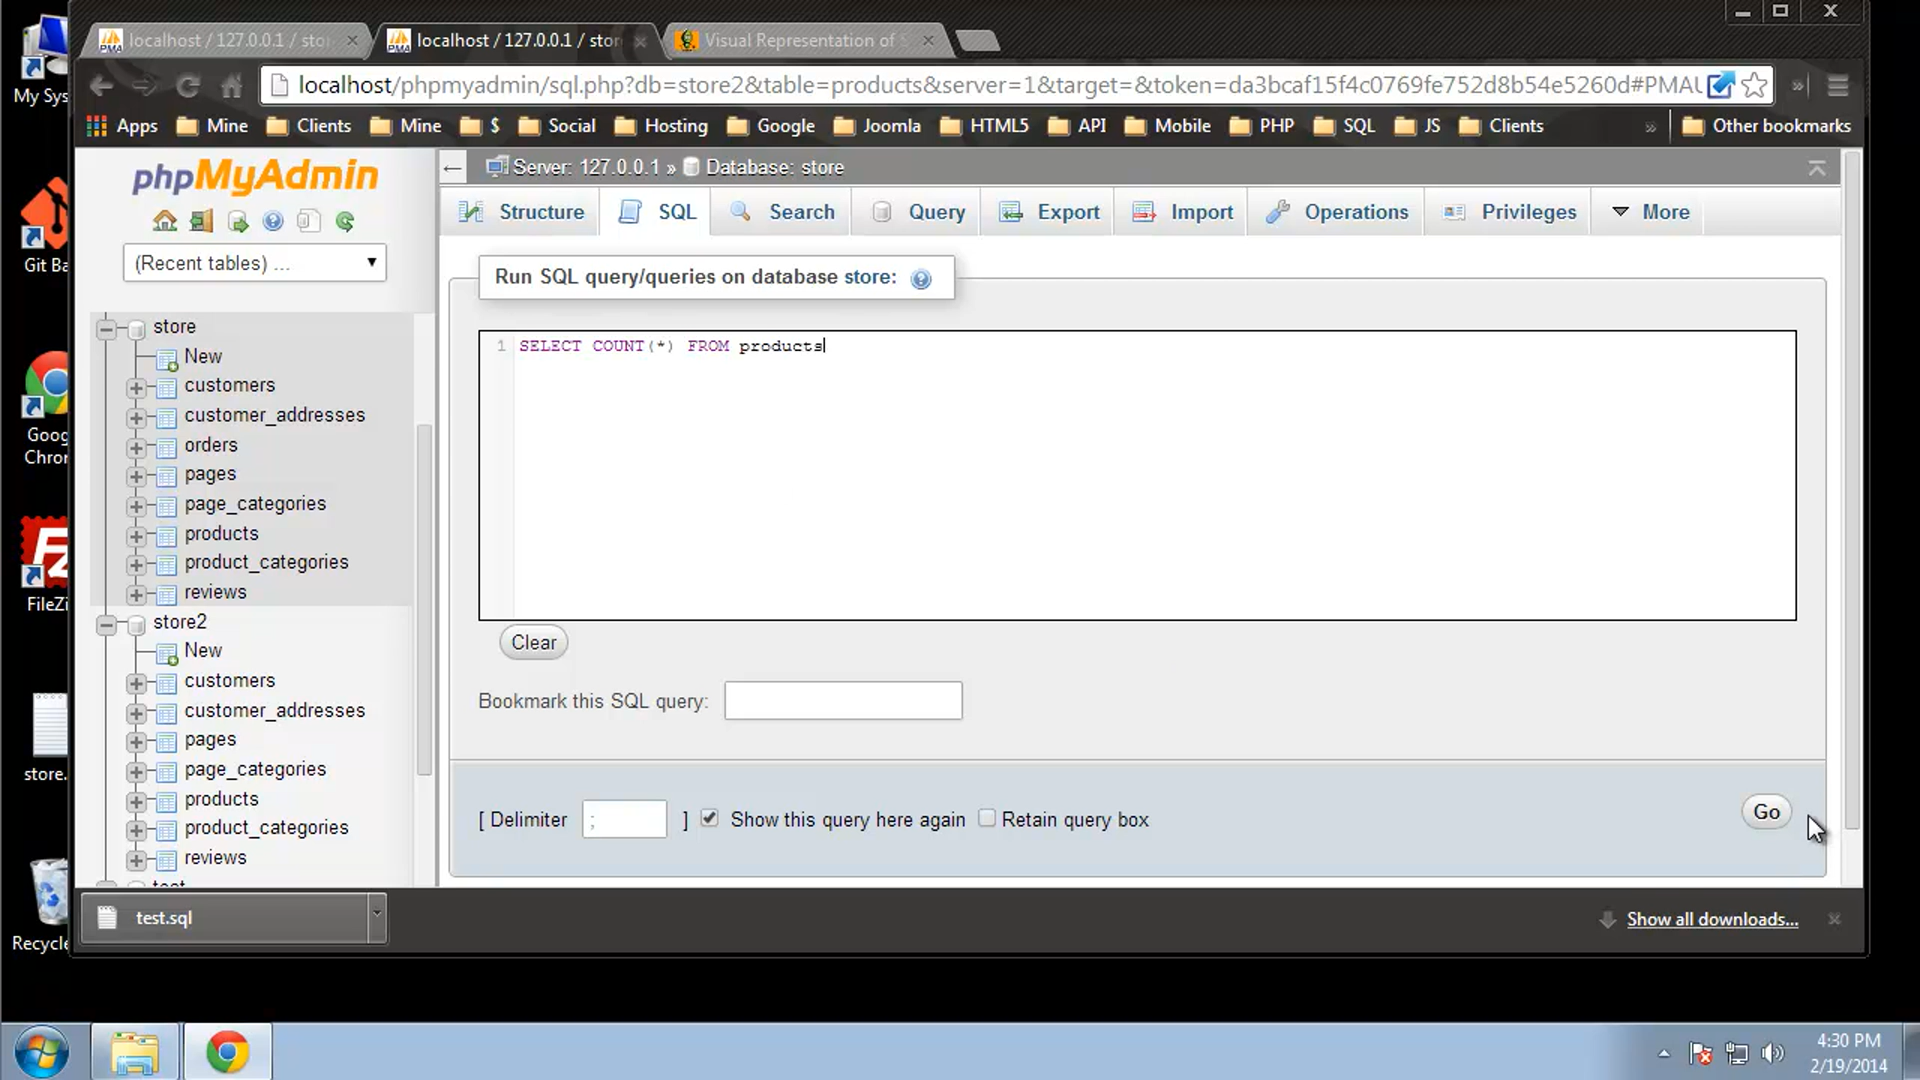 localhost / 127.0.0.1 / stor
localhost / 127.0.0.1 / stor
Visual Representation of S
localhost/phpmyadmin/sql.php?db=store2&table=products&server=1&target=&token=da3bcaf15f4c0769fe752d8b54e5260d#PMAU
Apps Mine Clients Mine $ Social Hosting Google Joomla HTML5 API Mobile PHP SQL JS Clients » Other bookmarks
phpMyAdmin
(Recent tables) ...
store
New
customers
customer_addresses
orders
pages
page_categories
products
product_categories
reviews
store2
New
customers
customer_addresses
pages
page_categories
products
product_categories
reviews
test
Server: 127.0.0.1 » Database: store
Structure SQL Search Query Export Import Operations Privileges More
Run SQL query/queries on database store:
1 SELECT COUNT(*) FROM products
Clear
Bookmark this SQL query:
[ Delimiter ; ] Show this query here again Retain query box
Go
test.sql
Show all downloads...
My Sys
Git Ba
Goog
Chrom
FileZi
store.
Recycle
4:30 PM
2/19/2014